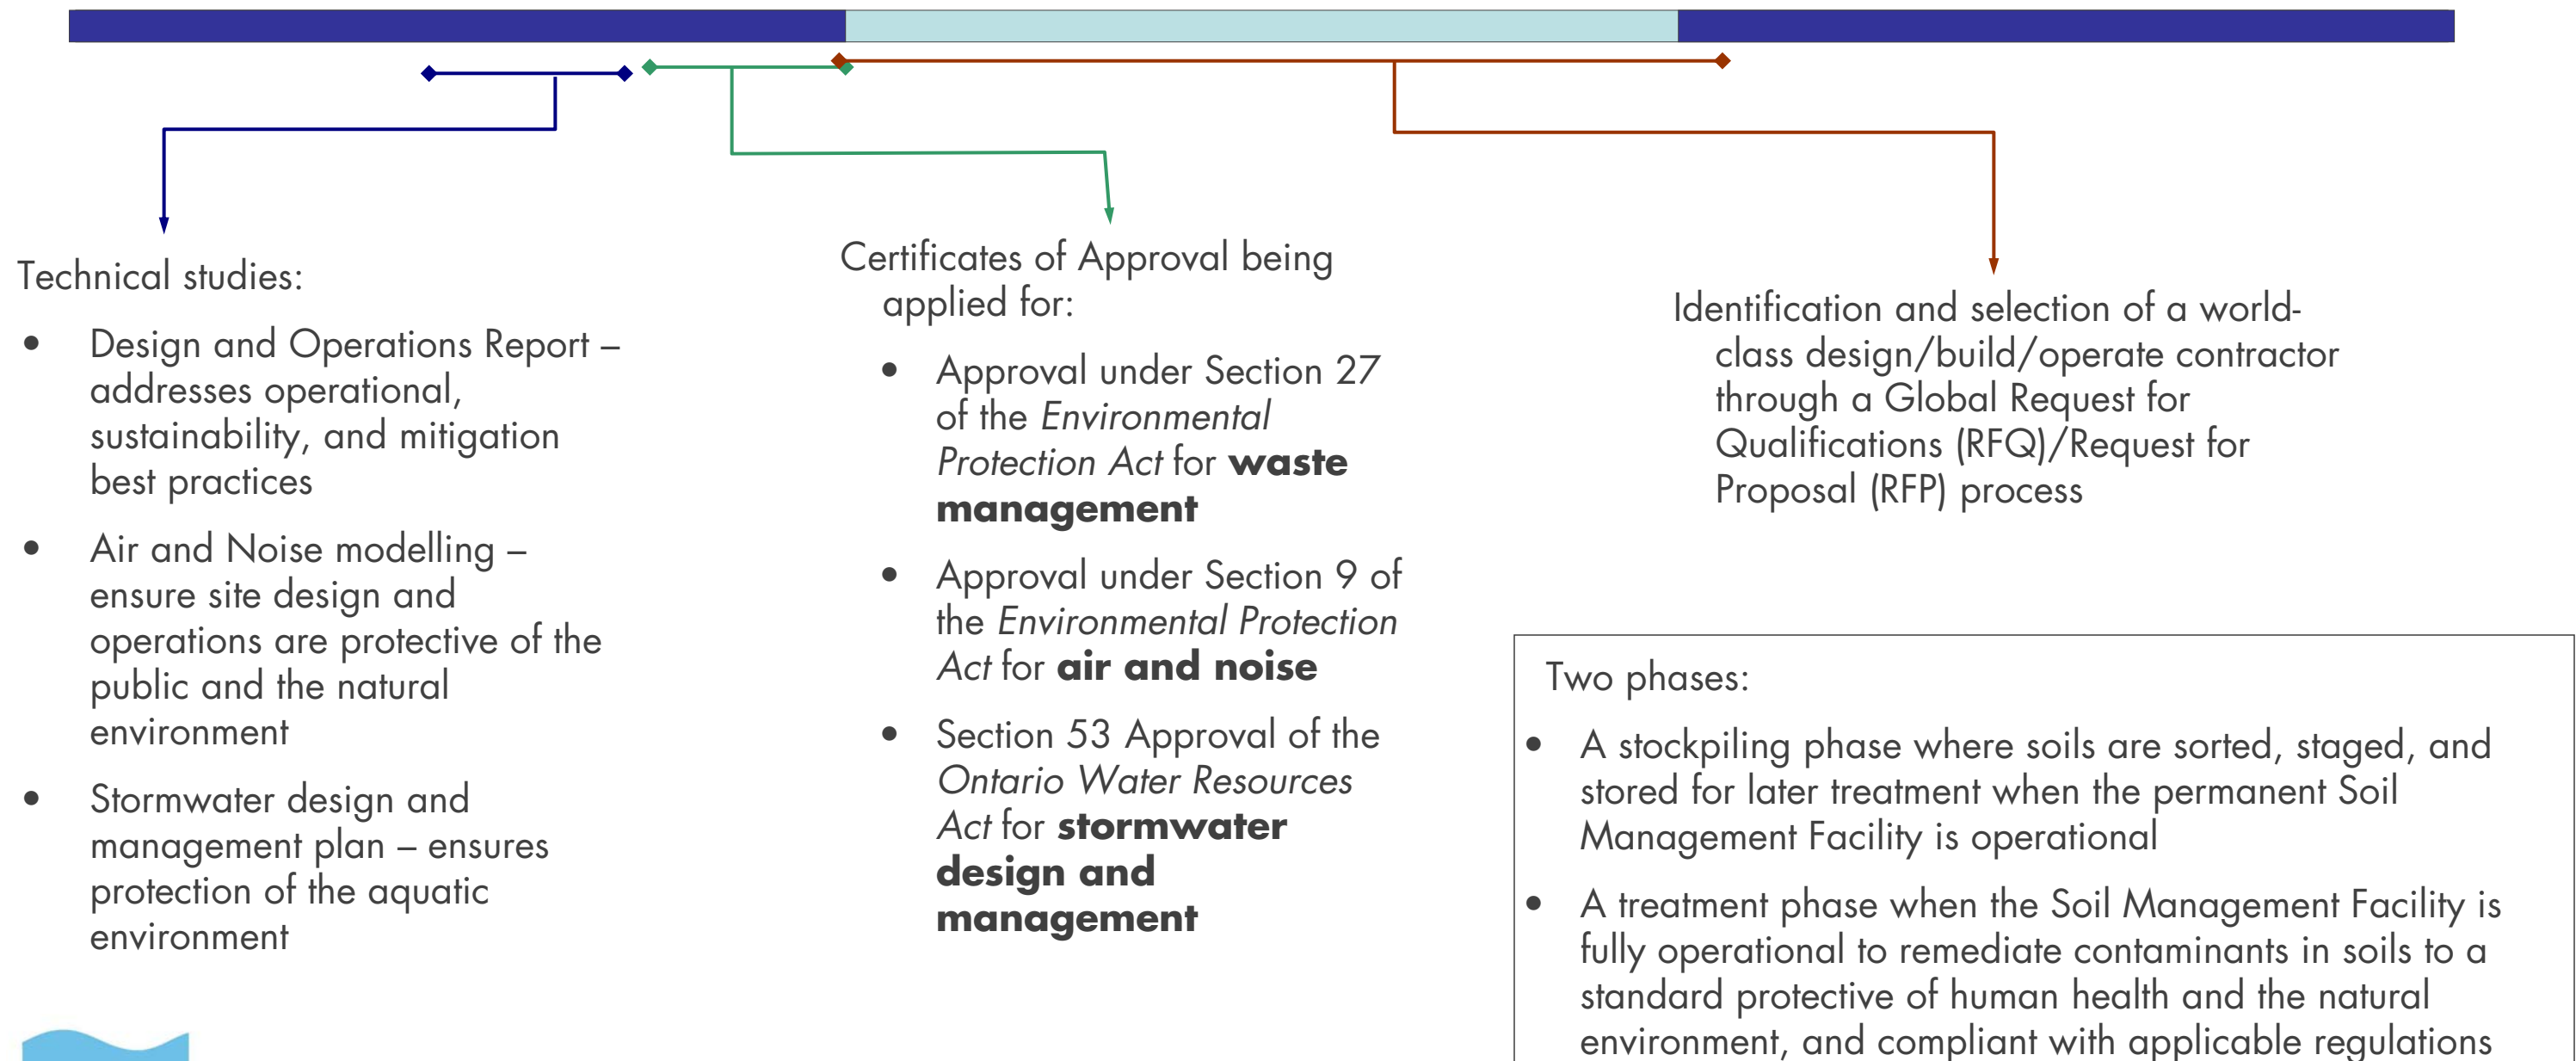 Technical studies:
• Design and Operations Report –
addresses operational,
sustainability, and mitigation
best practices
• Air and Noise modelling –
ensure site design and
operations are protective of the
public and the natural
environment
• Stormwater design and
management plan – ensures
protection of the aquatic
environment
Certificates of Approval being
applied for:
• Approval under Section 27
of the Environmental
Protection Act for waste
management
• Approval under Section 9 of
the Environmental Protection
Act for air and noise
• Section 53 Approval of the
Ontario Water Resources
Act for stormwater
design and
management
Identification and selection of a world-
class design/build/operate contractor
through a Global Request for
Qualifications (RFQ)/Request for
Proposal (RFP) process
Two phases:
• A stockpiling phase where soils are sorted, staged, and
stored for later treatment when the permanent Soil
Management Facility is operational
• A treatment phase when the Soil Management Facility is
fully operational to remediate contaminants in soils to a
standard protective of human health and the natural
environment, and compliant with applicable regulations